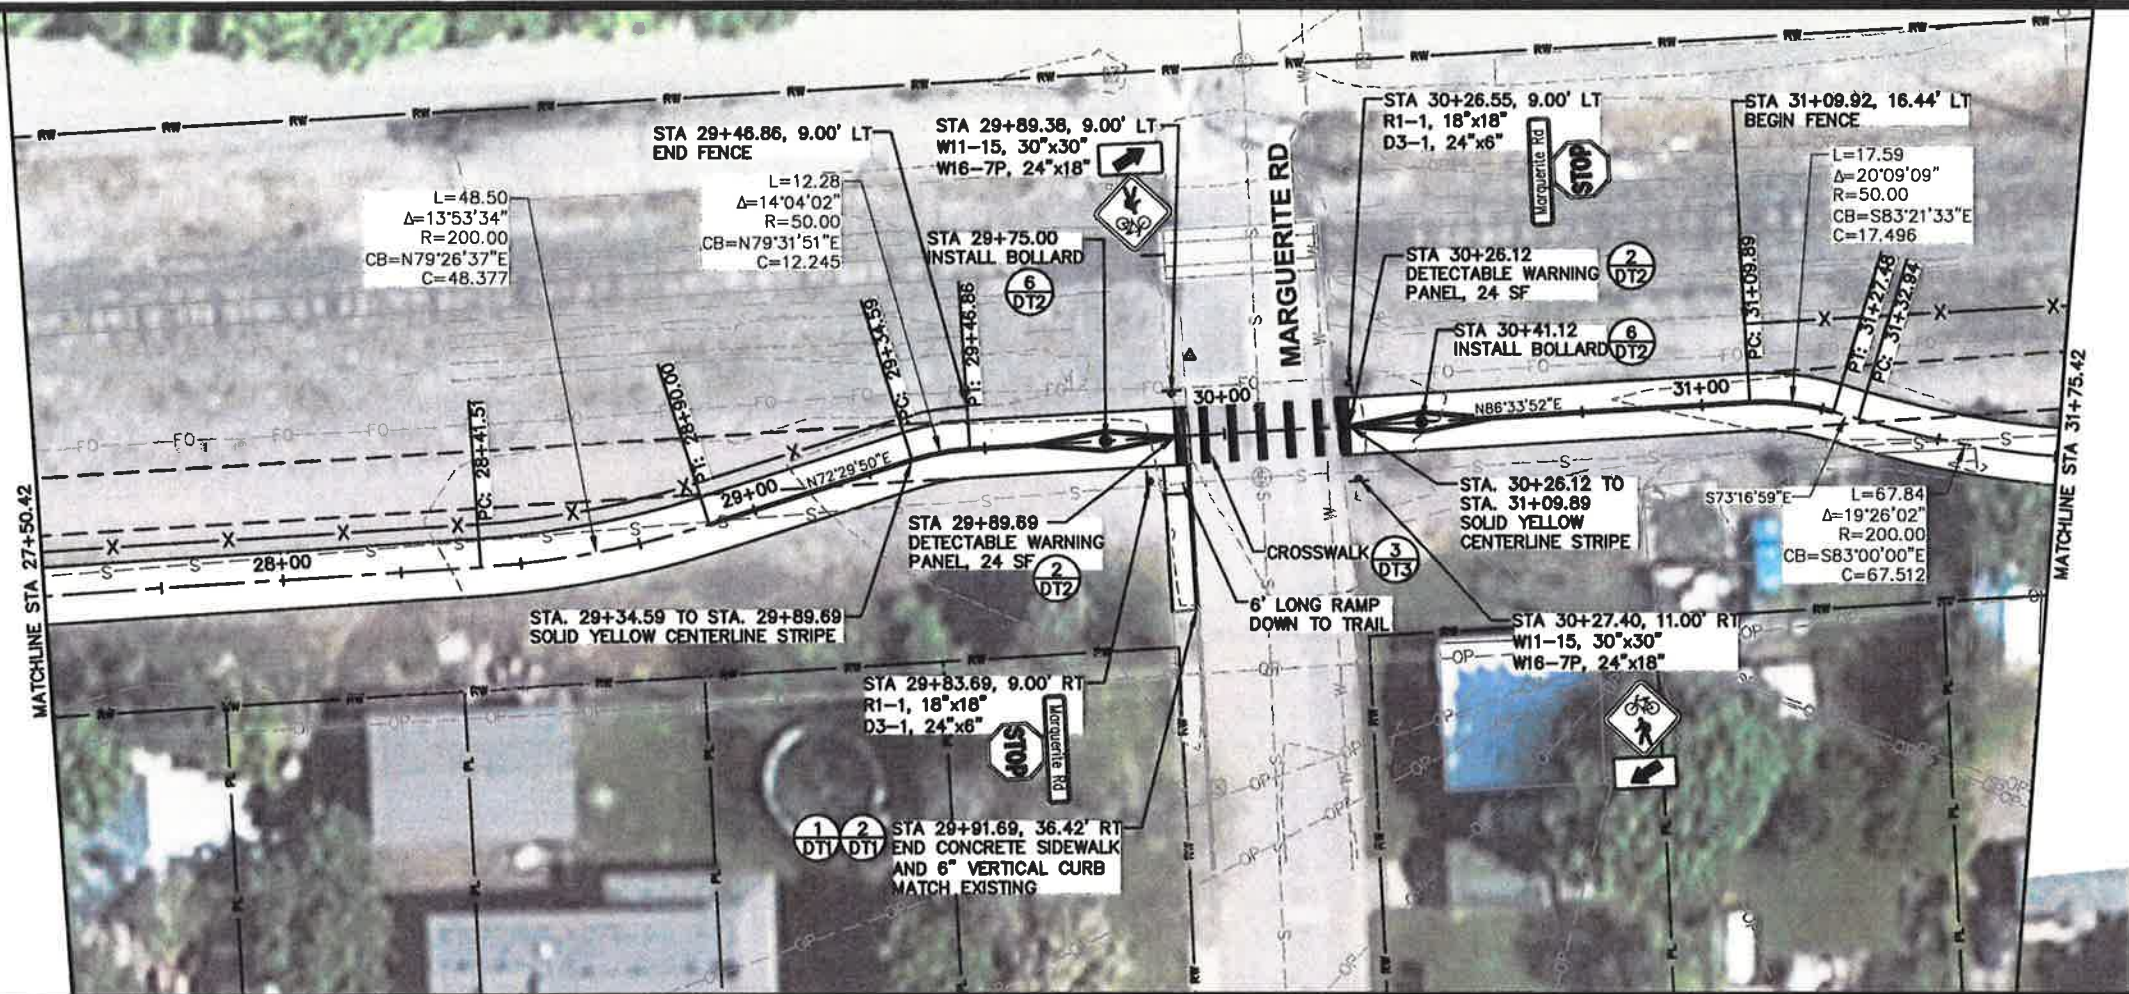 STA 29+46.86, 9.00' LT
END FENCE
STA 29+89.38, 9.00' LT
W11-15, 30"x30"
W16-7P, 24"x18"
STA 30+26.55, 9.00' LT
R1-1, 18"x18"
D3-1, 24"x6"
Marguerite Rd
STOP
STA 31+09.92, 16.44' LT
BEGIN FENCE
L=48.50
Δ=13°53'34"
R=200.00
CB=N79°26'37"E
C=48.377
L=12.28
Δ=14°04'02"
R=50.00
CB=N79°31'51"E
C=12.245
L=17.59
Δ=20°09'09"
R=50.00
CB=S83°21'33"E
C=17.496
STA 29+75.00
INSTALL BOLLARD
6
DT2
MARGUERITE RD
STA 30+26.12
DETECTABLE WARNING
PANEL, 24 SF
2
DT2
STA 30+41.12
INSTALL BOLLARD
6
DT2
PC: 28+41.51
PT: 28+90.00
PC: 29+34.59
PT: 29+46.86
PC: 31+09.89
PT: 31+27.48
PC: 31+32.94
MATCHLINE STA 27+50.42
MATCHLINE STA 31+75.42
28+00
29+00
N72°29'50"E
30+00
N86°33'52"E
31+00
S73°16'59"E
STA 29+89.69
DETECTABLE WARNING
PANEL, 24 SF
2
DT2
CROSSWALK
3
DT3
STA. 30+26.12 TO
STA. 31+09.89
SOLID YELLOW
CENTERLINE STRIPE
L=67.84
Δ=19°26'02"
R=200.00
CB=S83°00'00"E
C=67.512
STA. 29+34.59 TO STA. 29+89.69
SOLID YELLOW CENTERLINE STRIPE
6' LONG RAMP
DOWN TO TRAIL
STA 30+27.40, 11.00' RT
W11-15, 30"x30"
W16-7P, 24"x18"
STA 29+83.69, 9.00' RT
R1-1, 18"x18"
D3-1, 24"x6"
STOP
Marguerite Rd
1
DT1
2
DT1
STA 29+91.69, 36.42' RT
END CONCRETE SIDEWALK
AND 6" VERTICAL CURB
MATCH EXISTING